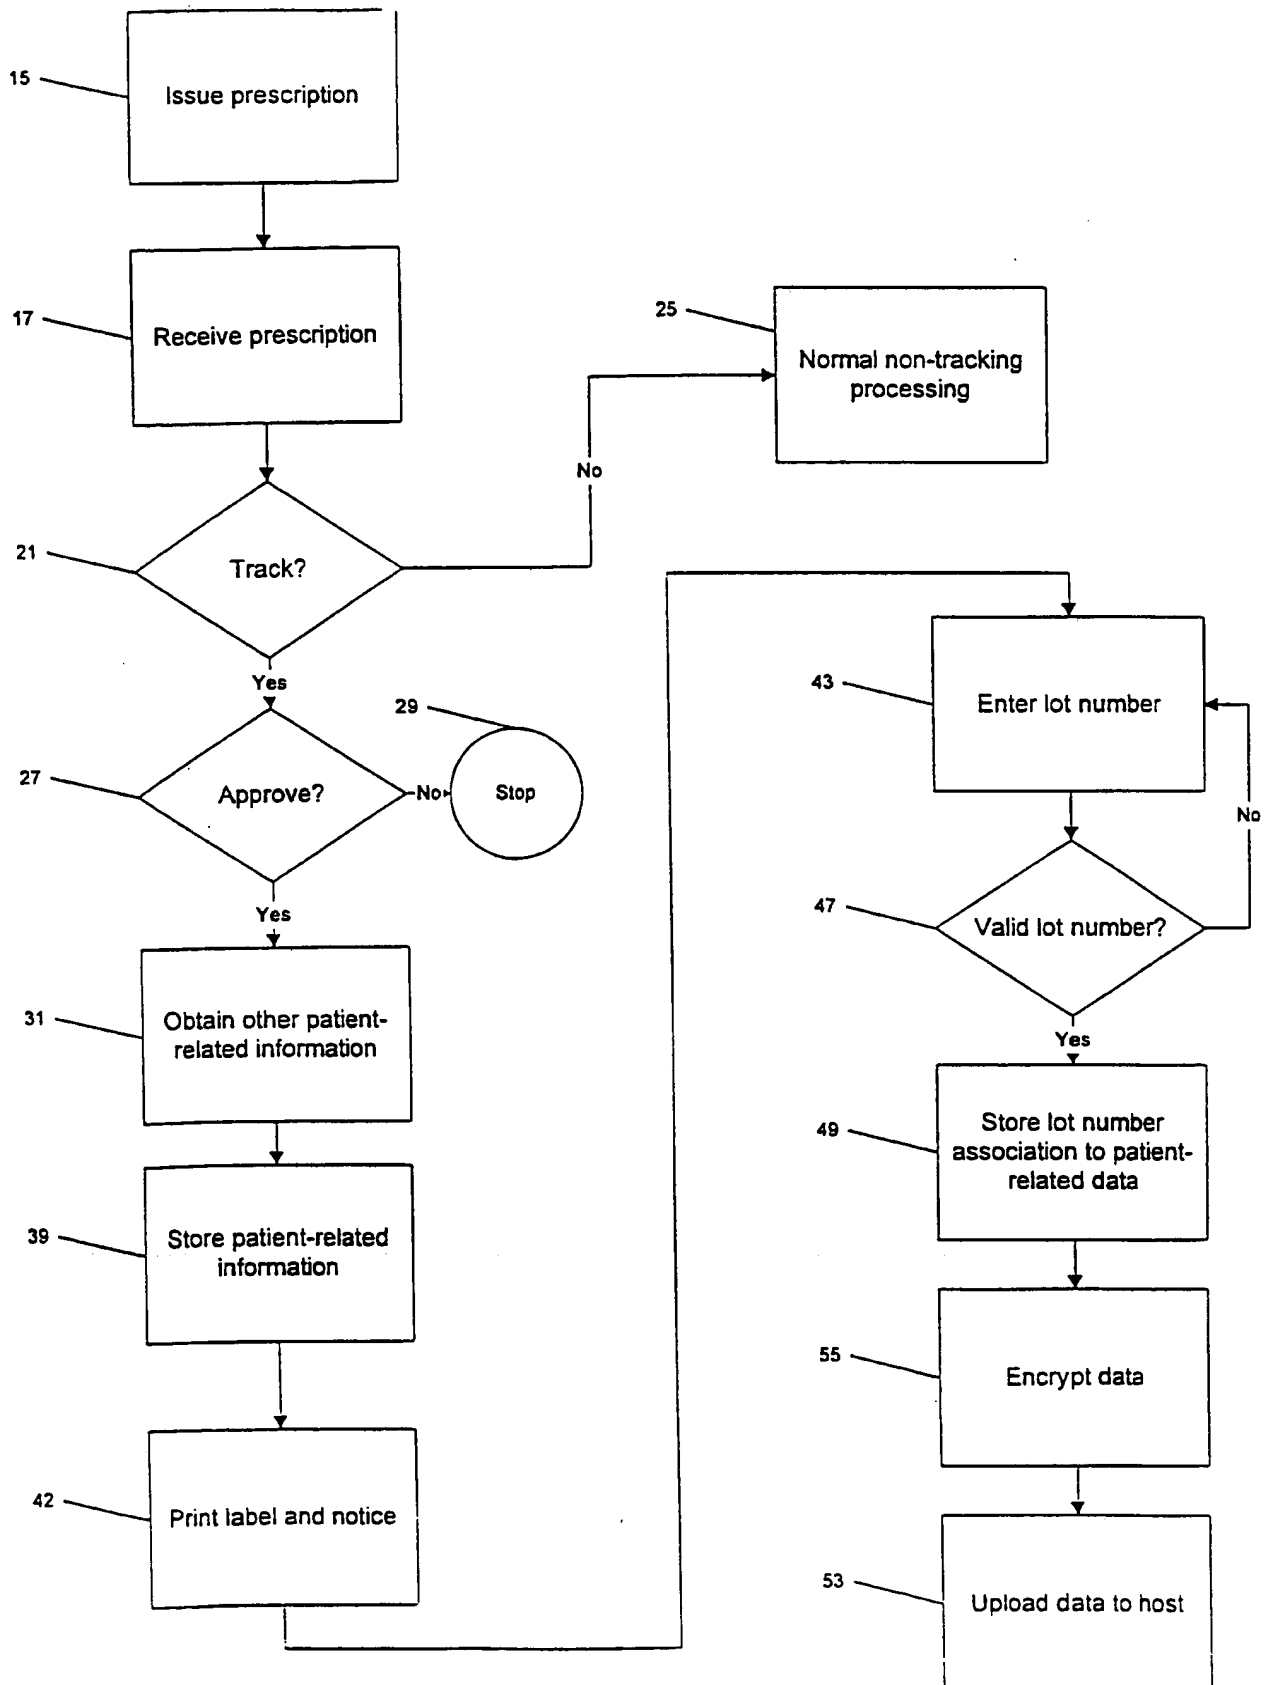 15
Issue prescription
17
Receive prescription
25
Normal non-tracking
processing
No
21
Track?
Yes
29
27
Approve?
No
Stop
Yes
31
Obtain other patient-
related information
39
Store patient-related
information
42
Print label and notice
43
Enter lot number
No
47
Valid lot number?
Yes
49
Store lot number
association to patient-
related data
55
Encrypt data
53
Upload data to host